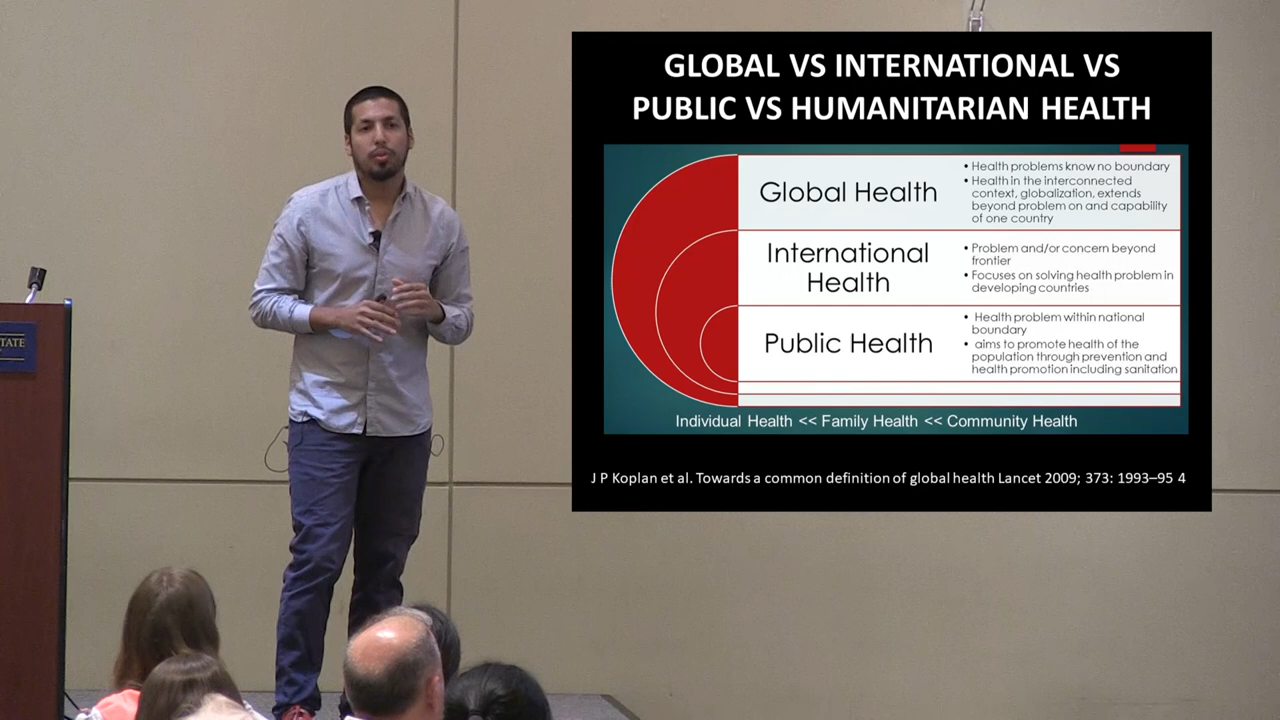 GLOBAL VS INTERNATIONAL VS
PUBLIC VS HUMANITARIAN HEALTH
Global Health
• Health problems know no boundary
• Health in the interconnected
context, globalization, extends
beyond problem on and capability
of one country
International
Health
• Problem and/or concern beyond
frontier
• Focuses on solving health problem in
developing countries
Public Health
• Health problem within national
boundary
• aims to promote health of the
population through prevention and
health promotion including sanitation
Individual Health << Family Health << Community Health
J P Koplan et al. Towards a common definition of global health Lancet 2009; 373: 1993–95 4
TATE